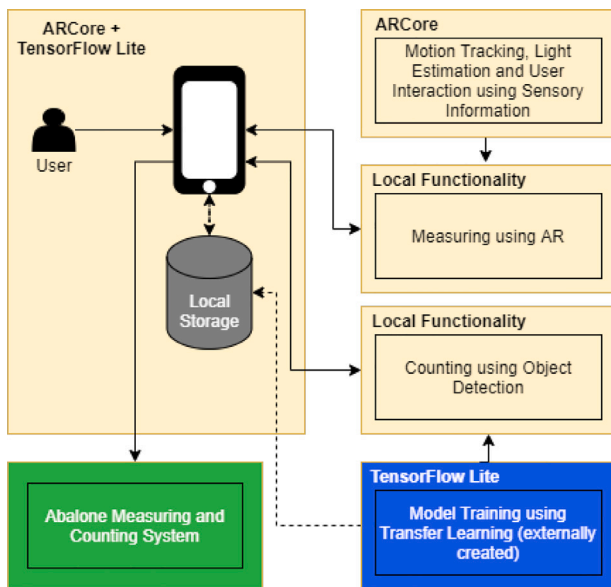 ARCore +
TensorFlow Lite
User
Local
Storage
ARCore
Motion Tracking, Light
Estimation and User
Interaction using Sensory
Information
Local Functionality
Measuring using AR
Local Functionality
Counting using Object
Detection
Abalone Measuring and
Counting System
TensorFlow Lite
Model Training using
Transfer Learning (externally
created)